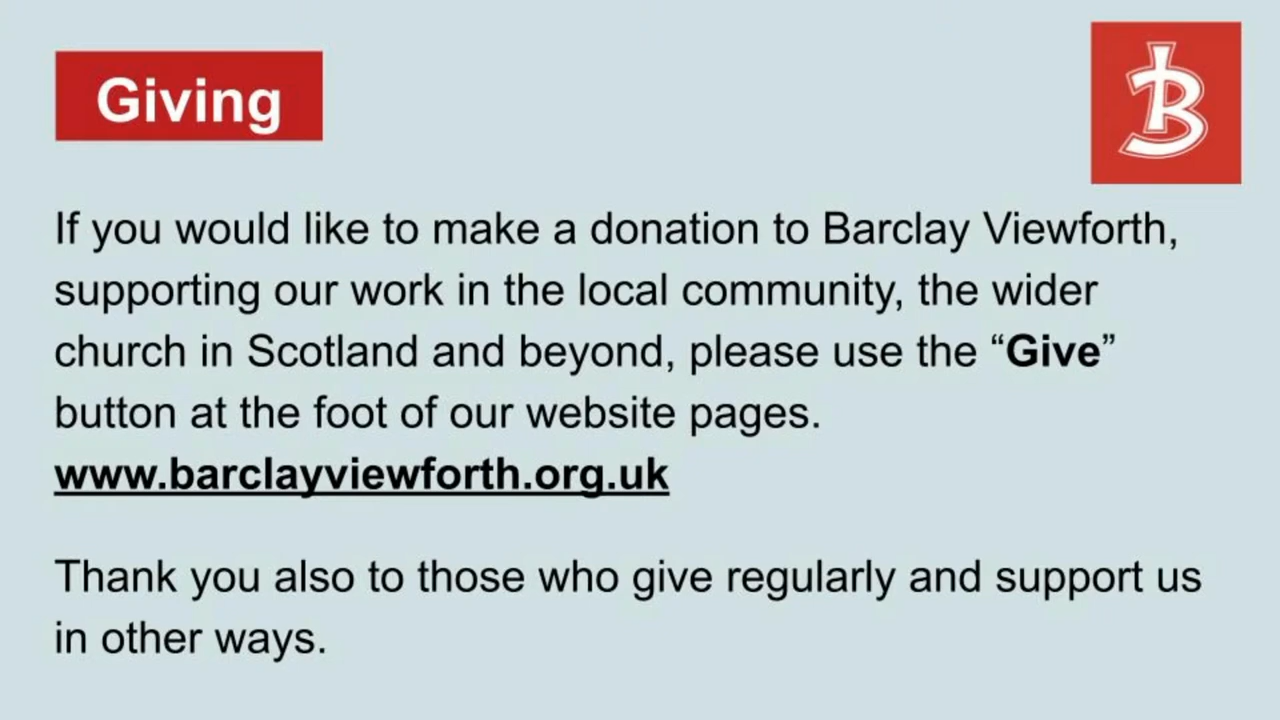 Giving
B
If you would like to make a donation to Barclay Viewforth,
supporting our work in the local community, the wider
church in Scotland and beyond, please use the “Give”
button at the foot of our website pages.
www.barclayviewforth.org.uk
Thank you also to those who give regularly and support us
in other ways.